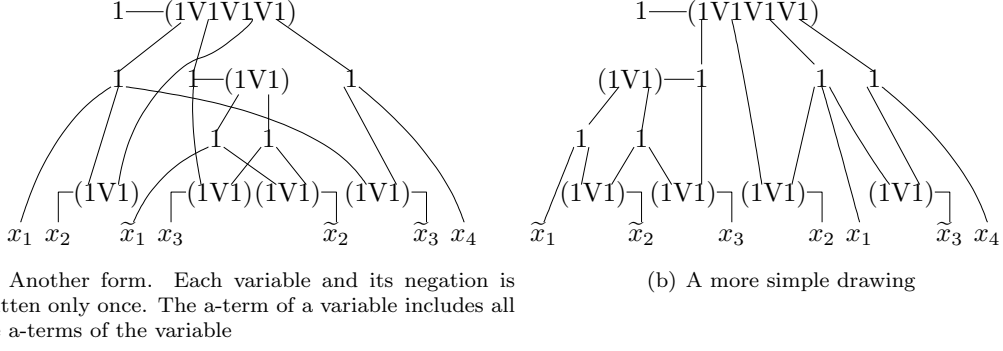 1 (1V1V1V1) 1 (1V1V1V1)
1 1 (1V1) 1 (1V1) 1 1 1
1 1 1 1
(1V1) (1V1) (1V1) (1V1) (1V1) (1V1) (1V1) (1V1)
x₁ x₂ x̃₁ x₃ x̃₂ x̃₃ x₄ x̃₁ x̃₂ x₃ x₂ x₁ x̃₃ x₄
Another form. Each variable and its negation is
tten only once. The a-term of a variable includes all
a-terms of the variable
(b) A more simple drawing